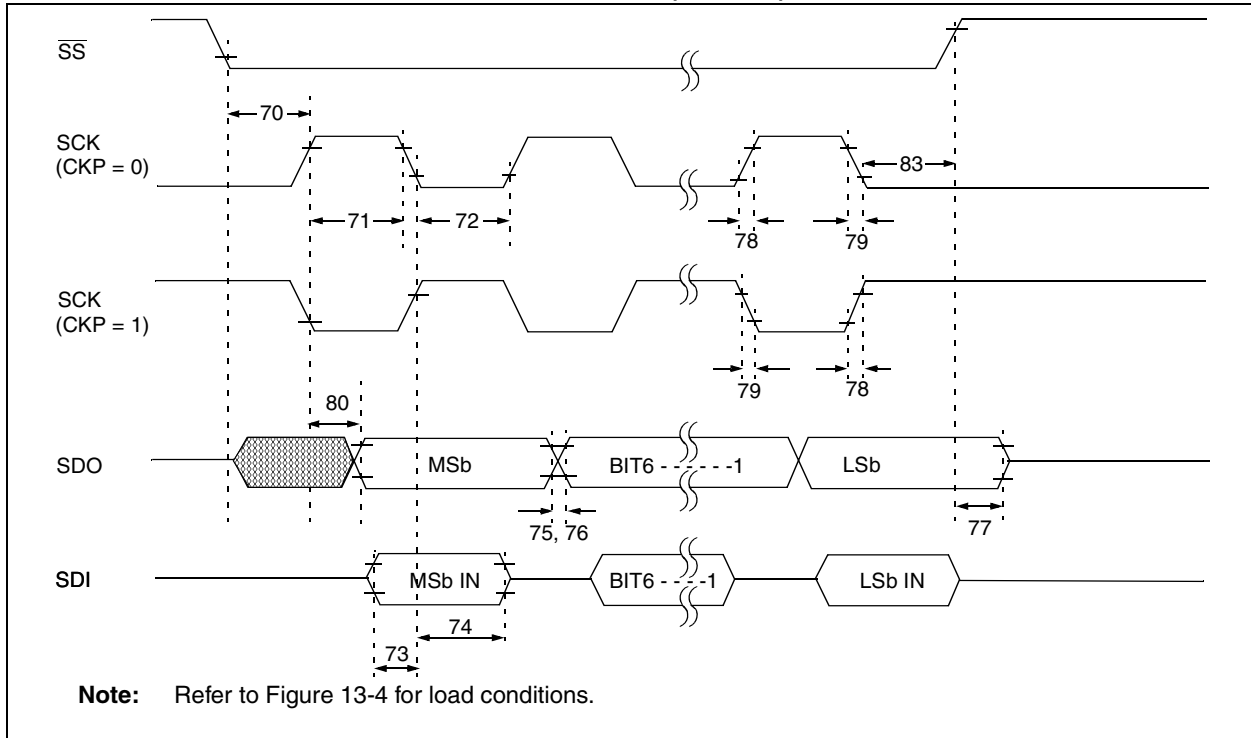 SS
70
SCK
(CKP = 0)
83
71
72
78
79
SCK
(CKP = 1)
79
78
80
SDO
MSb
BIT6 - - - - - -1
LSb
75, 76
77
SDI
MSb IN
BIT6 - - - -1
LSb IN
74
73
Note: Refer to Figure 13-4 for load conditions.